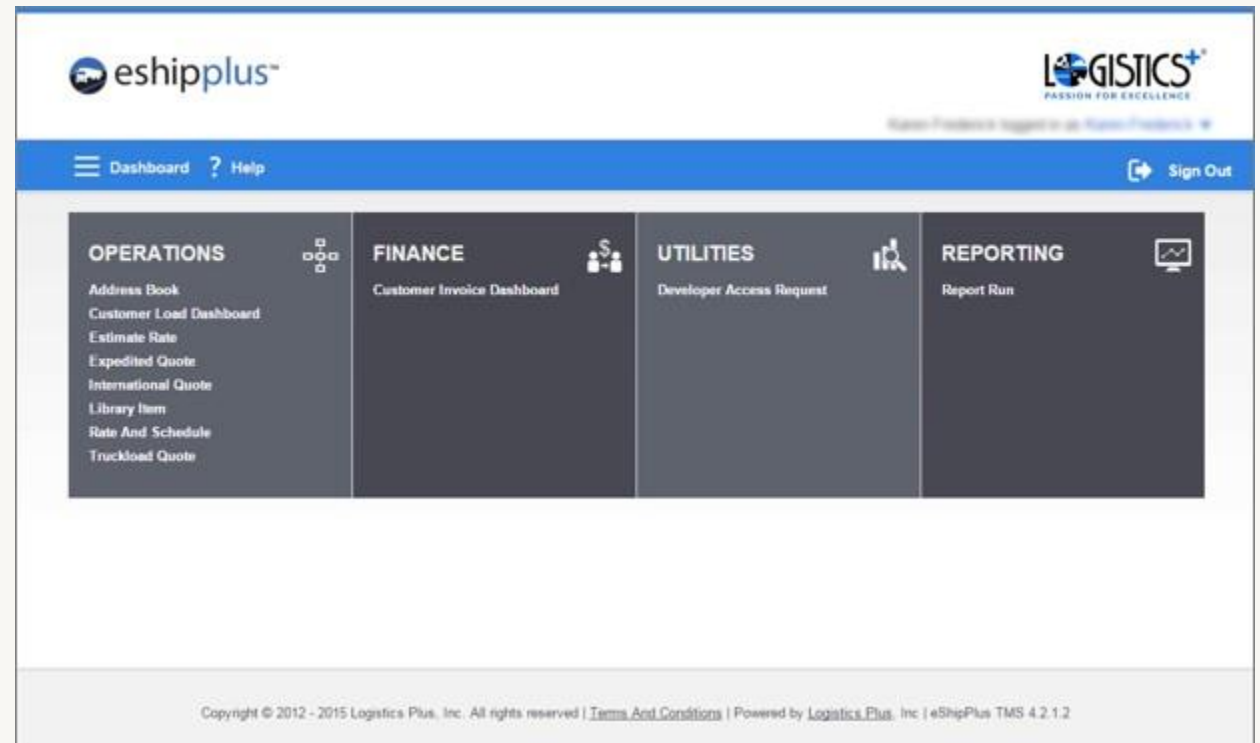 eshipplus™
LOGISTICS+
PASSION FOR EXCELLENCE
Dashboard ? Help
Sign Out
OPERATIONS
Address Book
Customer Load Dashboard
Estimate Rate
Expedited Quote
International Quote
Library Item
Rate And Schedule
Truckload Quote
FINANCE
Customer Invoice Dashboard
UTILITIES
Developer Access Request
REPORTING
Report Run
Copyright © 2012 - 2015 Logistics Plus, Inc. All rights reserved | Terms And Conditions | Powered by Logistics Plus, Inc | eShipPlus TMS 4.2.1.2